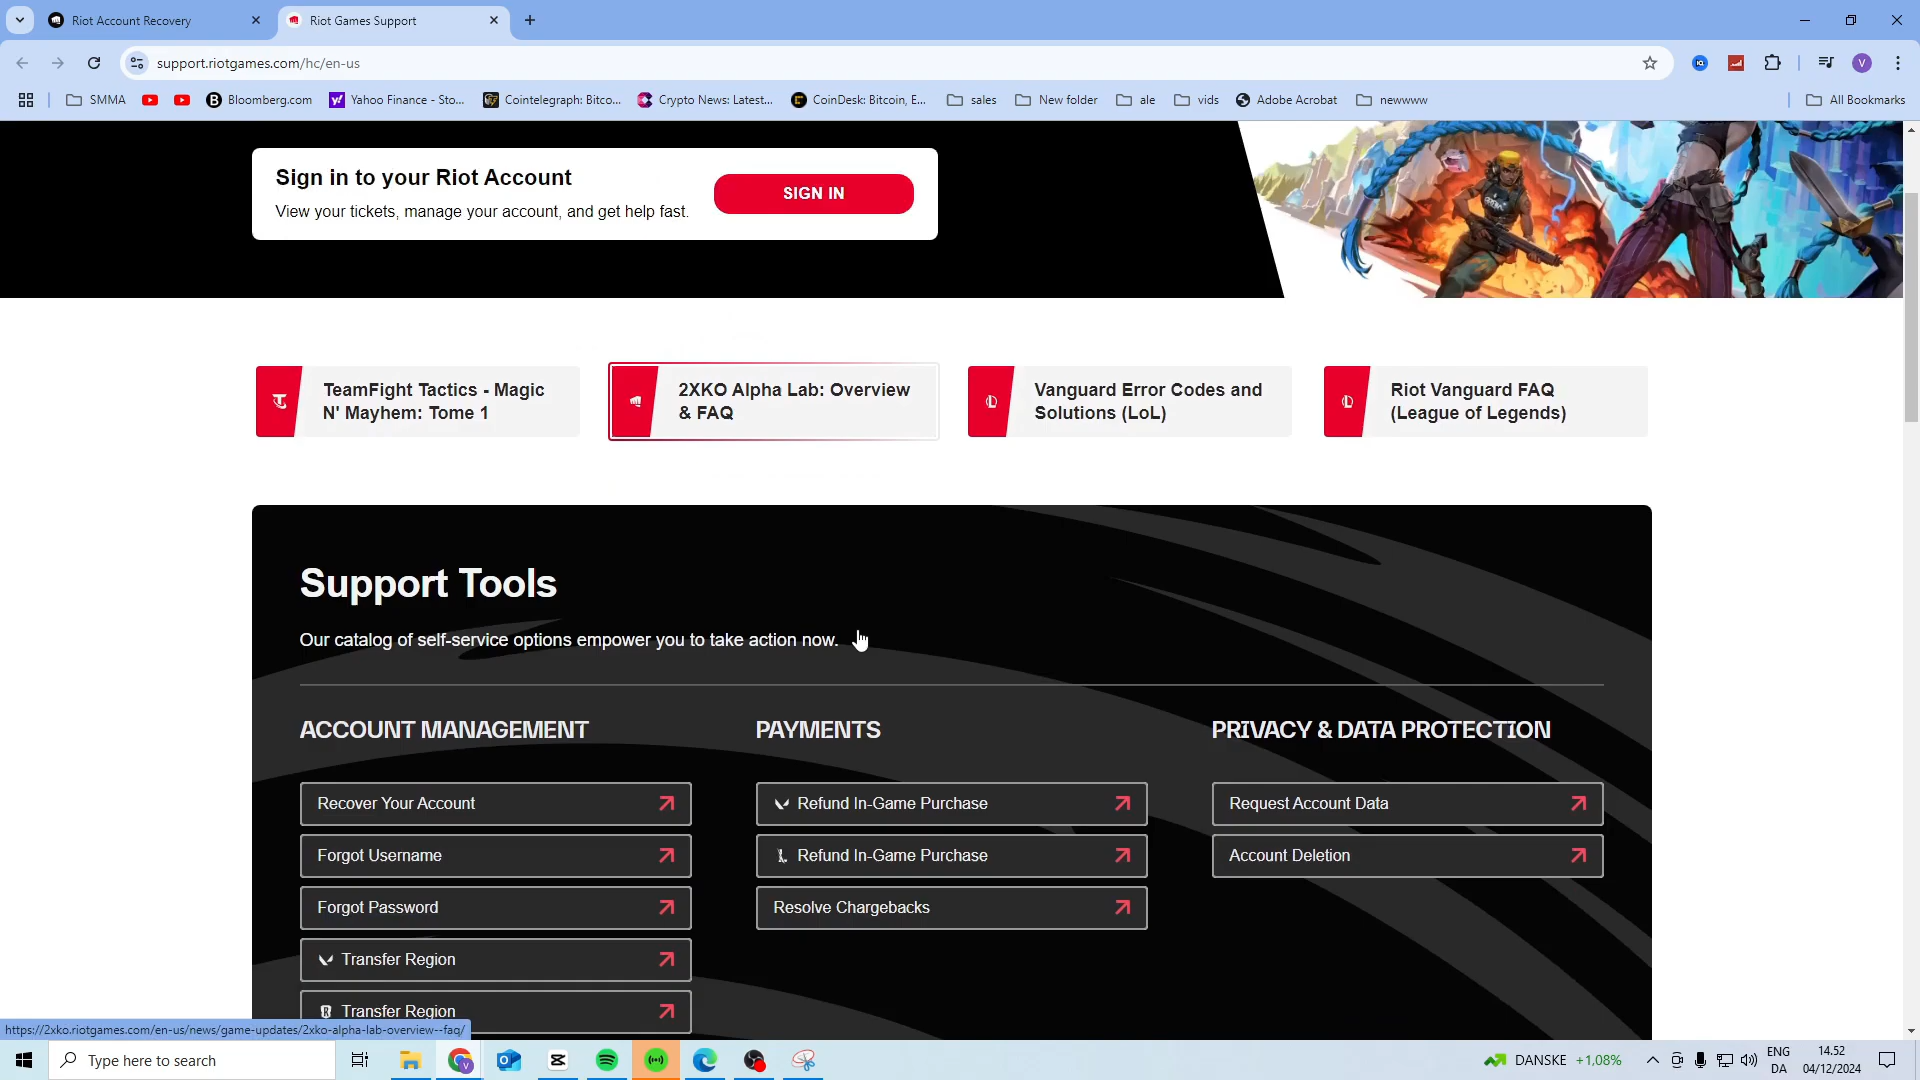 Riot Account Recovery
Riot Games Support
support.riotgames.com/hc/en-us
SMMA
Bloomberg.com
Yahoo Finance - Sto...
Cointelegraph: Bitco...
Crypto News: Latest...
CoinDesk: Bitcoin, E...
sales
New folder
ale
vids
Adobe Acrobat
newwww
All Bookmarks
Sign in to your Riot Account
View your tickets, manage your account, and get help fast.
SIGN IN
TeamFight Tactics - Magic
N' Mayhem: Tome 1
2XKO Alpha Lab: Overview
& FAQ
Vanguard Error Codes and
Solutions (LoL)
Riot Vanguard FAQ
(League of Legends)
Support Tools
Our catalog of self-service options empower you to take action now.
ACCOUNT MANAGEMENT
Recover Your Account
Forgot Username
Forgot Password
Transfer Region
Transfer Region
PAYMENTS
Refund In-Game Purchase
Refund In-Game Purchase
Resolve Chargebacks
PRIVACY & DATA PROTECTION
Request Account Data
Account Deletion
https://2xko.riotgames.com/en-us/news/game-updates/2xko-alpha-lab-overview--faq/
Type here to search
DANSKE +1,08%
ENG
DA
14.52
04/12/2024